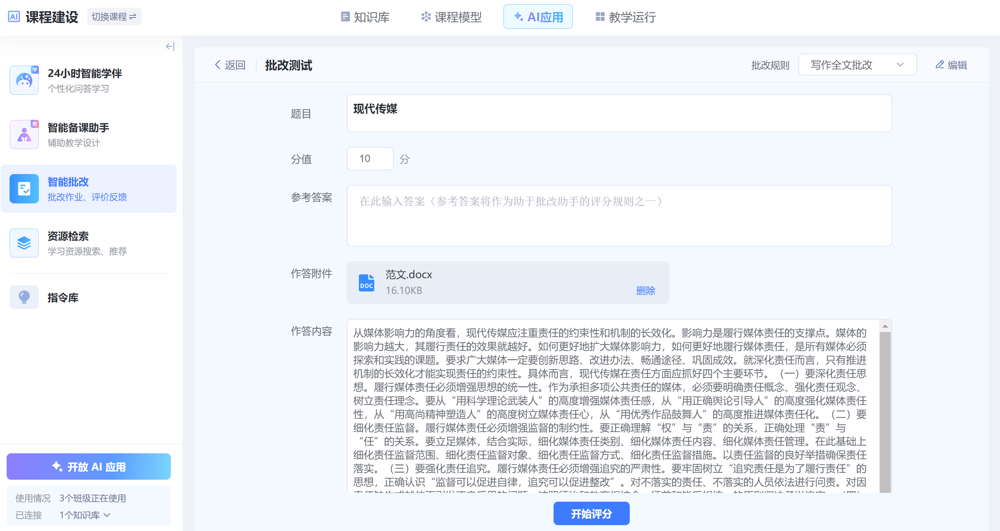 AI 课程建设 切换课程
知识库 课程模型 AI应用 教学运行
学
24小时智能学伴
个性化问答学习
教
智能备课助手
辅助教学设计
智能批改
批改作业、评价反馈
资源检索
学习资源搜索、推荐
指令库
开放 AI 应用
使用情况 3个班级正在使用
已连接 1个知识库
返回 批改测试 批改规则 写作全文批改 编辑
题目 现代传媒
分值 10 分
参考答案 在此输入答案（参考答案将作为助于批改助手的评分规则之一）
作答附件 DOC 范文.docx
16.10KB
删除
作答内容
从媒体影响力的角度看，现代传媒应注重责任的约束性和机制的长效化。影响力是履行媒体责任的支撑点。媒体的
影响力越大，其履行责任的效果就越好。如何更好地扩大媒体影响力，如何更好地履行媒体责任，是所有媒体必须
探索和实践的课题。要求广大媒体一定要创新思路、改进办法、畅通途径、巩固成效。就深化责任而言，只有推进
机制的长效化才能实现责任的约束性。具体而言，现代传媒在责任方面应抓好四个主要环节。（一）要深化责任思
想。履行媒体责任必须增强思想的统一性。作为承担多项公共责任的媒体，必须要明确责任概念、强化责任观念、
树立责任理念。要从“用科学理论武装人”的高度增强媒体责任感，从“用正确舆论引导人”的高度强化媒体责任
性，从“用高尚精神塑造人”的高度树立媒体责任心，从“用优秀作品鼓舞人”的高度推进媒体责任化。（二）要
细化责任监督。履行媒体责任必须增强监督的制约性。要正确理解“权”与“责”的关系，正确处理“责”与
“任”的关系。要立足媒体，结合实际，细化媒体责任类别、细化媒体责任内容、细化媒体责任管理。在此基础上
细化责任监督范围、细化责任监督对象、细化责任监督方式、细化责任监督措施。以责任监督的良好举措确保责任
落实。（三）要强化责任追究。履行媒体责任必须增强追究的严肃性。要牢固树立“追究责任是为了履行责任”的
思想，正确认识“监督可以促进自律，追究可以促进整改”。对不落实的责任、不落实的人员依法进行问责。对因
开始评分